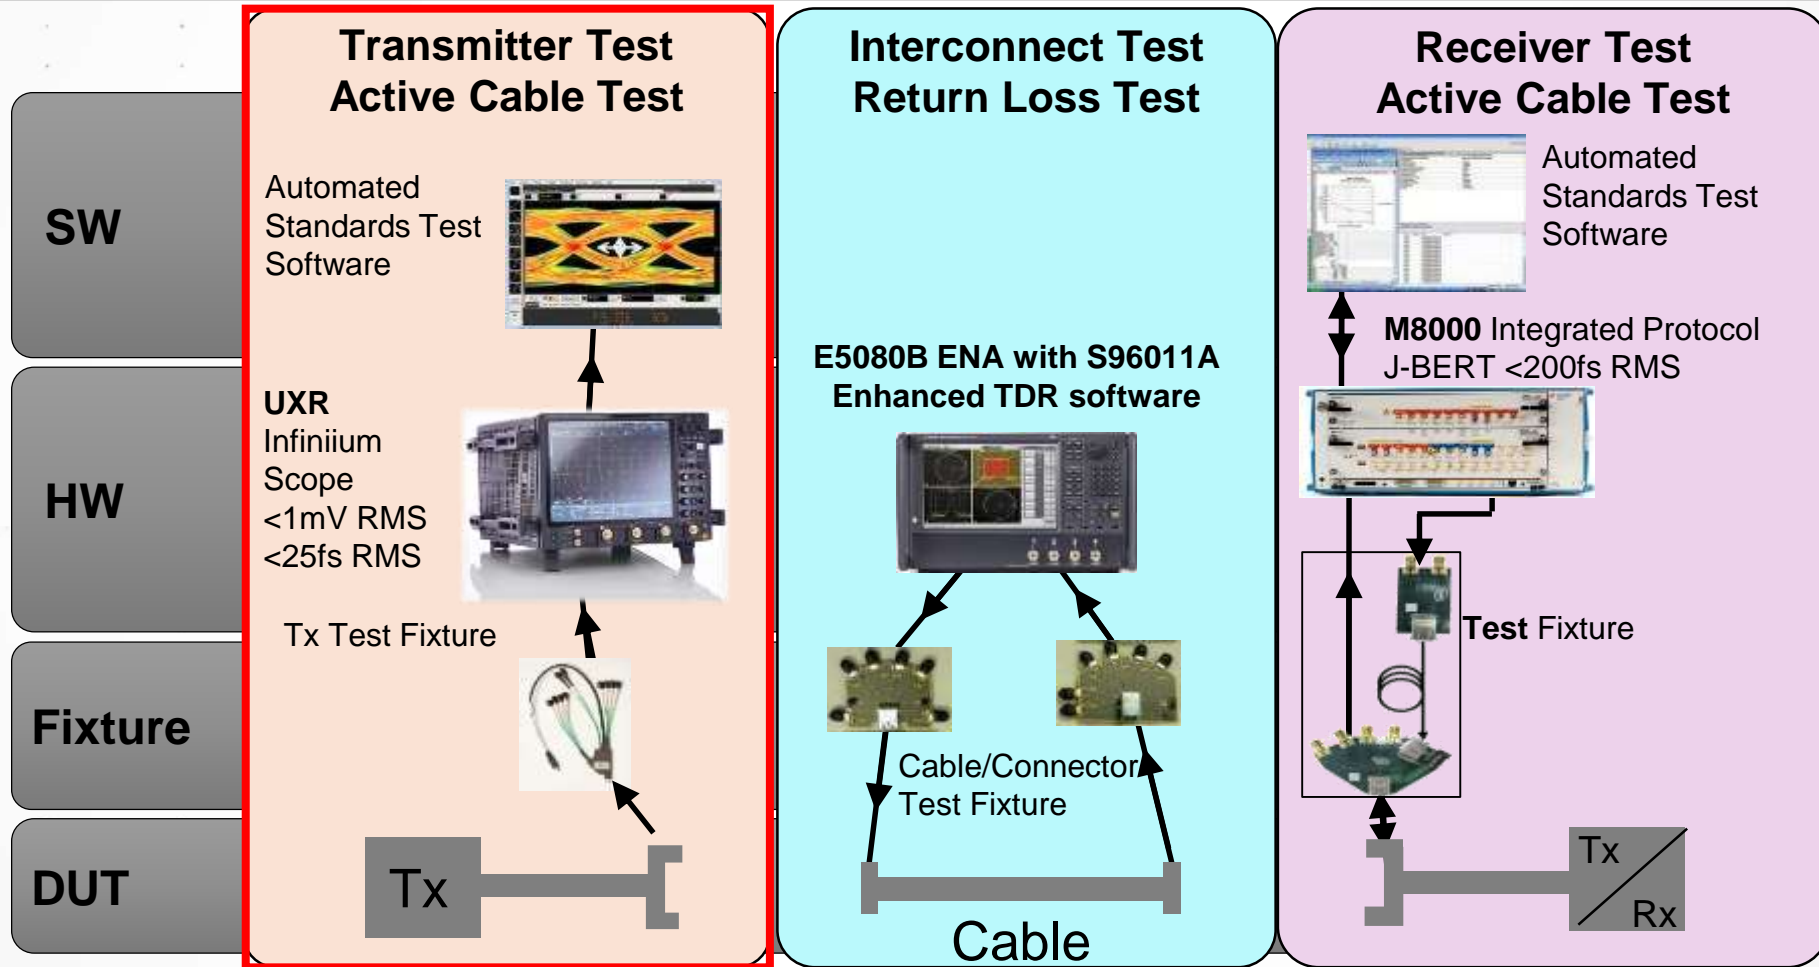 SW
HW
Fixture
DUT
Transmitter Test
Active Cable Test
Automated
Standards Test
Software
UXR
Infiniium
Scope
<1mV RMS
<25fs RMS
Tx Test Fixture
Tx
Interconnect Test
Return Loss Test
E5080B ENA with S96011A
Enhanced TDR software
Cable/Connector
Test Fixture
Cable
Receiver Test
Active Cable Test
Automated
Standards Test
Software
M8000 Integrated Protocol
J-BERT <200fs RMS
Test Fixture
Tx
Rx